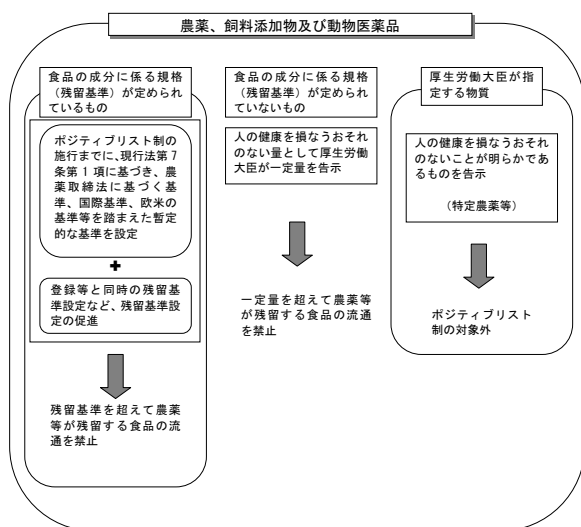 農薬、飼料添加物及び動物医薬品
食品の成分に係る規格
（残留基準）が定められ
ているもの
ポジティブリスト制の
施行までに、現行法第7
条第1項に基づき、農
薬取締法に基づく基
準、国際基準、欧米の
基準等を踏まえた暫定
的な基準を設定
+
登録等と同時の残留基
準設定など、残留基準設
定の促進
残留基準を超えて農薬
等が残留する食品の流
通を禁止
食品の成分に係る規格
（残留基準）が定められ
ていないもの
人の健康を損なうおそれ
のない量として厚生労働
大臣が一定量を告示
一定量を超えて農薬等
が残留する食品の流通
を禁止
厚生労働大臣が指
定する物質
人の健康を損なうおそれ
のないことが明らかであ
るものを告示
（特定農薬等）
ポジティブリスト
制の対象外